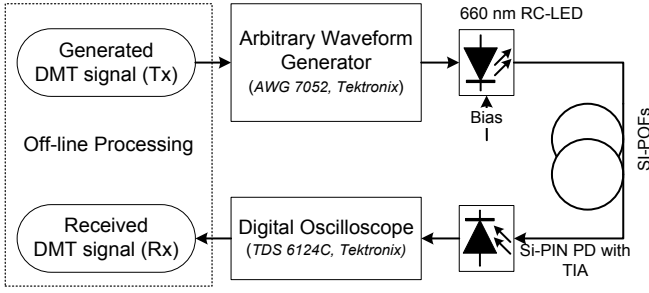 660 nm RC-LED
Generated
DMT signal (Tx)
Arbitrary Waveform
Generator
(AWG 7052, Tektronix)
Bias
SI-POFs
Off-line Processing
Received
DMT signal (Rx)
Digital Oscilloscope
(TDS 6124C, Tektronix)
Si-PIN PD with
TIA